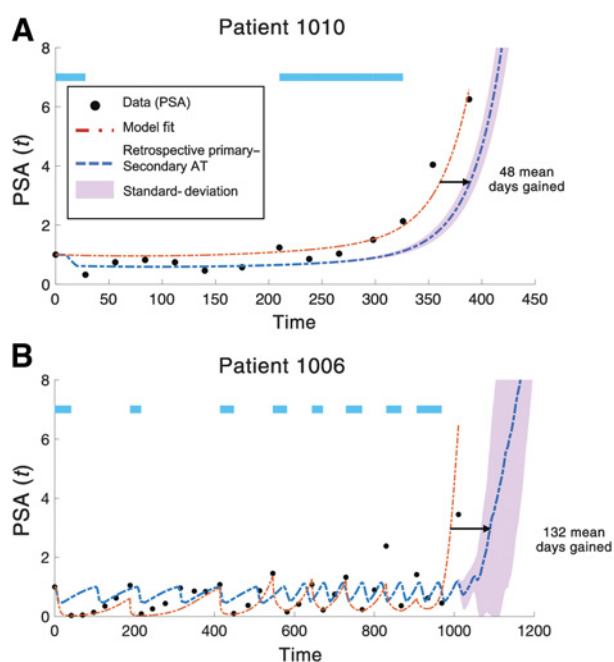 A
Patient 1010
8
6
4
2
0
PSA (t)
Data (PSA)
Model fit
Retrospective primary–
Secondary AT
Standard- deviation
48 mean
days gained
0 50 100 150 200 250 300 350 400 450
Time
B
Patient 1006
8
6
4
2
0
PSA (t)
132 mean
days gained
0 200 400 600 800 1000 1200
Time